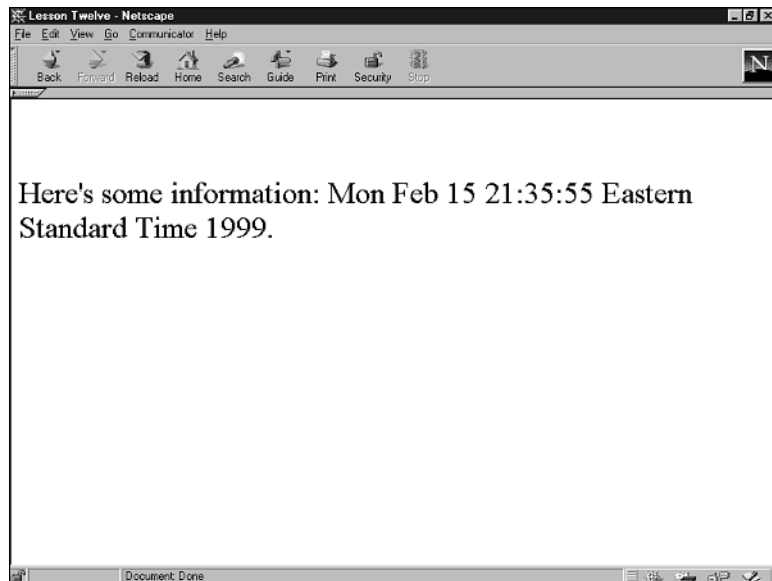 Lesson Twelve - Netscape
File Edit View Go Communicator Help
Back Forward Reload Home Search Guide Print Security Stop
N
Here's some information: Mon Feb 15 21:35:55 Eastern
Standard Time 1999.
Document: Done